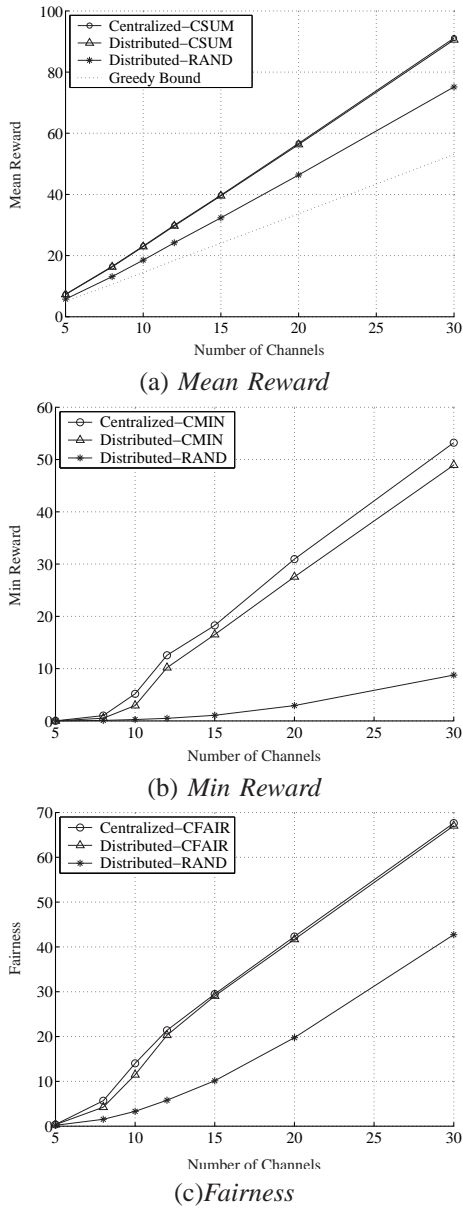 100
80
60
40
20
0
Mean Reward
Centralized−CSUM
Distributed−CSUM
Distributed−RAND
Greedy Bound
5 10 15 20 25 30
Number of Channels
(a) Mean Reward
60
50
40
30
20
10
0
Min Reward
Centralized−CMIN
Distributed−CMIN
Distributed−RAND
5 10 15 20 25 30
Number of Channels
(b) Min Reward
70
60
50
40
30
20
10
0
Fairness
Centralized−CFAIR
Distributed−CFAIR
Distributed−RAND
5 10 15 20 25 30
Number of Channels
(c)Fairness